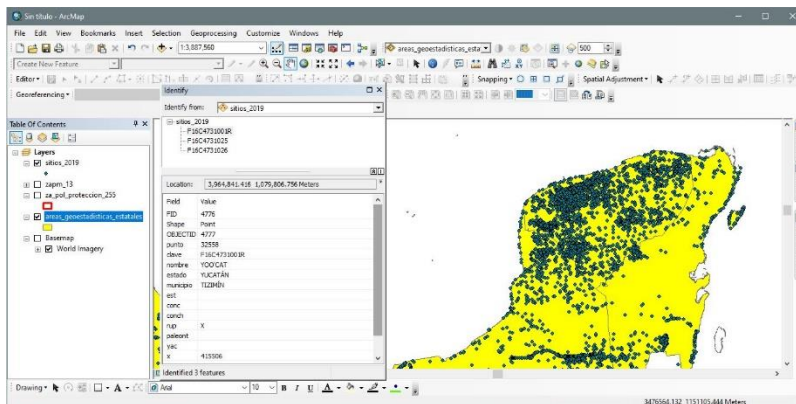 Sin título - ArcMap
File Edit View Bookmarks Insert Selection Geoprocessing Customize Windows Help
1:3,887,560
areas_geoestadisticas_esta
500
Create New Feature
Editor
Snapping
Spatial Adjustment
Georeferencing
Table Of Contents
Layers
sitios_2019
zapm_13
za_pol_proteccion_255
areas_geoestadisticas_estatales
Basemap
World Imagery
Identify
Identify from: sitios_2019
sitios_2019
F16C4731001R
F16C4731025
F16C4731026
Location: 3,964,841.416 1,079,806.756 Meters
Field Value
FID 4776
Shape Point
OBJECTID 4777
punto 32558
clave F16C4731001R
nombre YOO'CAT
estado YUCATÁN
municipio TIZIMÍN
est
conc
conch
rup X
paleont
yac
x 415506
Identified 3 features
Drawing
A
Arial
10
B I U A
3476564.132 1151105.444 Meters